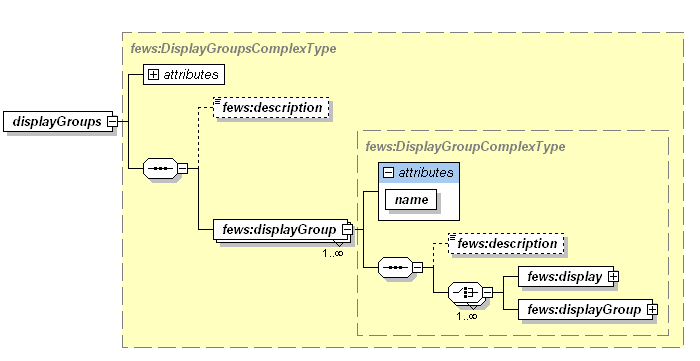 fews:DisplayGroupsComplexType
attributes
fews:description
displayGroups
fews:DisplayGroupComplexType
attributes
name
fews:displayGroup
1..∞
fews:description
fews:display
fews:displayGroup
1..∞